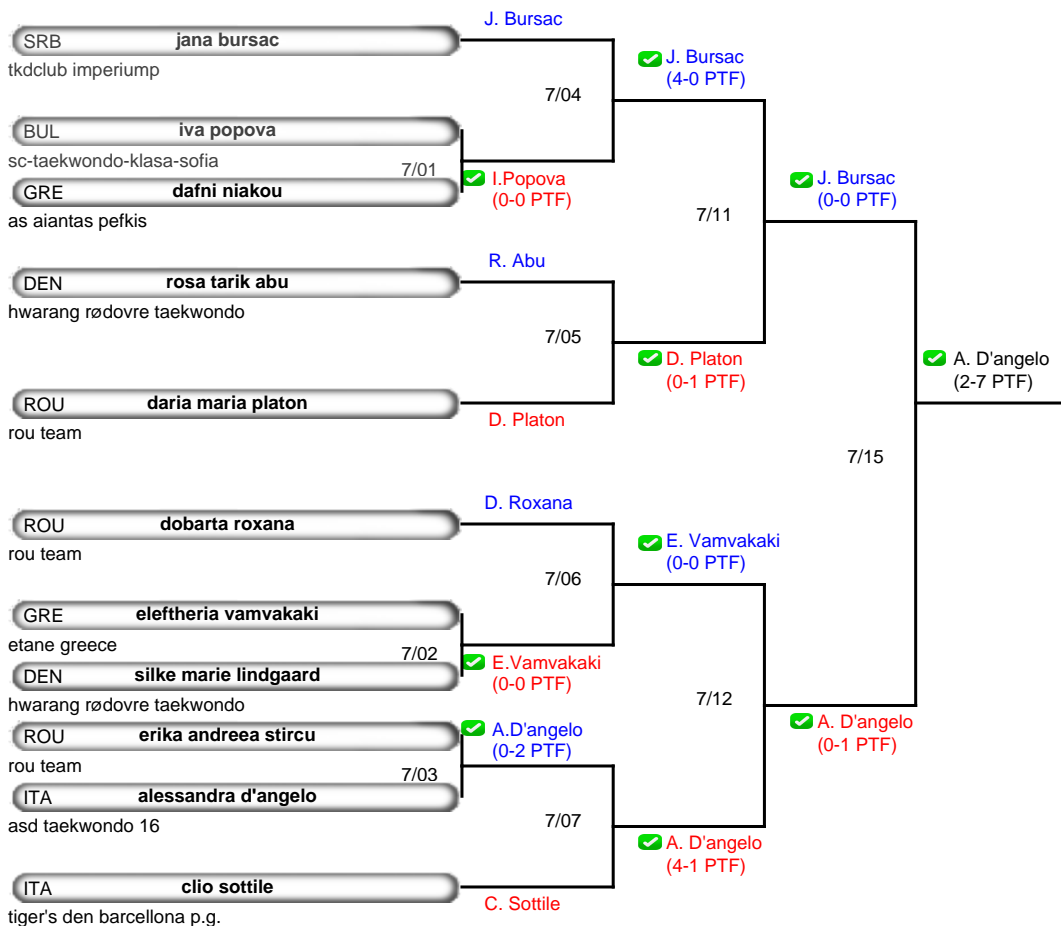 J. Bursac
SRB jana bursac
tkdclub imperiump
J. Bursac
(4-0 PTF)
7/04
BUL iva popova
sc-taekwondo-klasa-sofia
7/01
I.Popova
(0-0 PTF)
GRE dafni niakou
as aiantas pefkis
J. Bursac
(0-0 PTF)
7/11
R. Abu
DEN rosa tarik abu
hwarang rødovre taekwondo
7/05
D. Platon
(0-1 PTF)
A. D'angelo
(2-7 PTF)
ROU daria maria platon
D. Platon
rou team
7/15
D. Roxana
ROU dobarta roxana
rou team
E. Vamvakaki
(0-0 PTF)
7/06
GRE eleftheria vamvakaki
etane greece
7/02
E.Vamvakaki
(0-0 PTF)
DEN silke marie lindgaard
hwarang rødovre taekwondo
7/12
A. D'angelo
(0-1 PTF)
ROU erika andreea stircu
A.D'angelo
(0-2 PTF)
rou team
7/03
ITA alessandra d'angelo
asd taekwondo 16
7/07
A. D'angelo
(4-1 PTF)
ITA clio sottile
C. Sottile
tiger's den barcellona p.g.